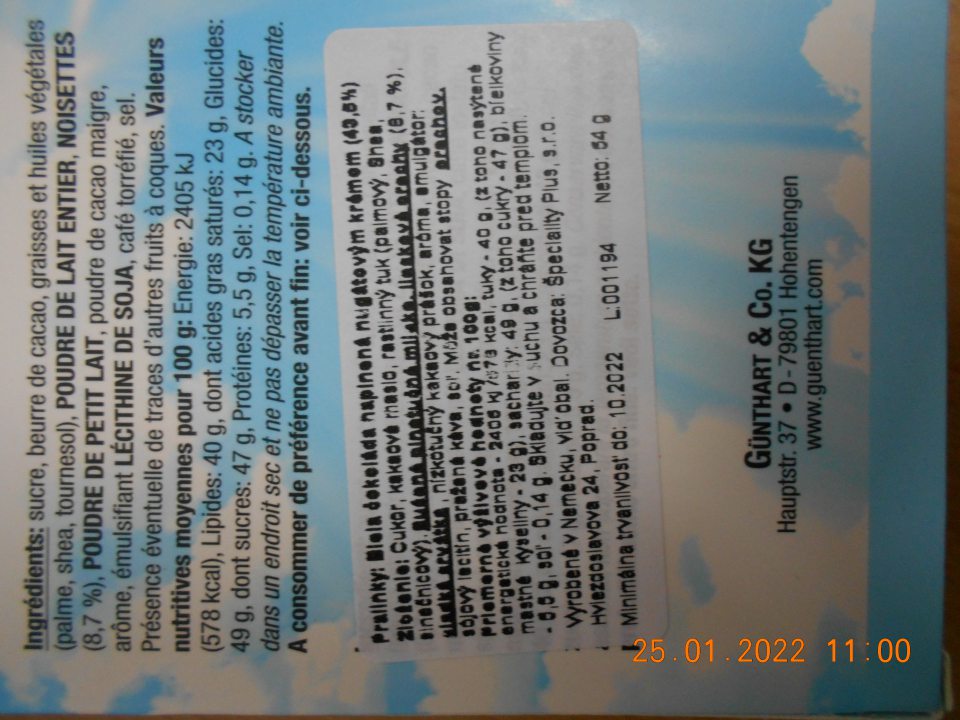 Ingrédients: sucre, beurre de cacao, graisses et huiles végétales
(palme, shea, tournesol), POUDRE DE LAIT ENTIER, NOISETTES
(8,7 %), POUDRE DE PETIT LAIT, poudre de cacao maigre,
arôme, émulsifiant LÉCITHINE DE SOJA, café torréfié, sel.
Présence éventuelle de traces d'autres fruits à coques. Valeurs
nutritives moyennes pour 100 g: Energie: 2405 kJ
(578 kcal), Lipides: 40 g, dont acides gras saturés: 23 g, Glucides:
49 g, dont sucres: 47 g, Protéines: 5,5 g, Sel: 0,14 g. A stocker
dans un endroit sec et ne pas dépasser la température ambiante.
A consommer de préférence avant fin: voir ci-dessous.
Pralinky: Biela čokoláda naplnená nugátovým krémom (49,8%)
Zloženie: Cukor, kakaové maslo, rastlinný tuk (palmový, shea,
slnečnicový), sušené plnotučné mlieko, lieskové orechy (8,7 %),
sladká srvátka, nízkotučný kakaový prášok, aróma, emulgátor:
sójový lecitín, pražená káva, soľ. Môže obsahovať stopy orechov.
Priemerné výživové hodnoty na 100g:
energetická hodnota - 2405 kJ /578 kcal, tuky - 40 g, (z toho nasýtené
mastné kyseliny - 23 g), sacharidy: 49 g, (z toho cukry - 47 g), bielkoviny
- 5,5 g, soľ - 0,14 g. Skladujte v suchu a chráňte pred teplom.
Vyrobené v Nemecku, viď obal. Dovozca: Špeciality Plus, s.r.o.
Hviezdoslavova 24, Poprad.
Minimálna trvanlivosť do: 10.2022 L:001194 Netto: 64 g
GÜNTHART & Co. KG
Hauptstr. 37 • D - 79801 Hohentengen
www.guenthart.com
25.01.2022 11:00